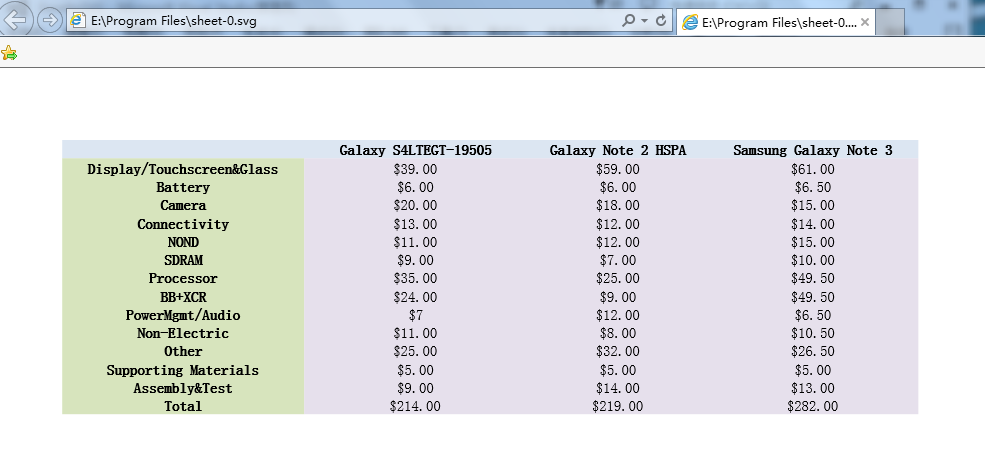 E:\Program Files\sheet-0.svg
E:\Program Files\sheet-0....
Galaxy S4LTEGT-19505 Galaxy Note 2 HSPA Samsung Galaxy Note 3
Display/Touchscreen&Glass $39.00 $59.00 $61.00
Battery $6.00 $6.00 $6.50
Camera $20.00 $18.00 $15.00
Connectivity $13.00 $12.00 $14.00
NOND $11.00 $12.00 $15.00
SDRAM $9.00 $7.00 $10.00
Processor $35.00 $25.00 $49.50
BB+XCR $24.00 $9.00 $49.50
PowerMgmt/Audio $7 $12.00 $6.50
Non-Electric $11.00 $8.00 $10.50
Other $25.00 $32.00 $26.50
Supporting Materials $5.00 $5.00 $5.00
Assembly&Test $9.00 $14.00 $13.00
Total $214.00 $219.00 $282.00